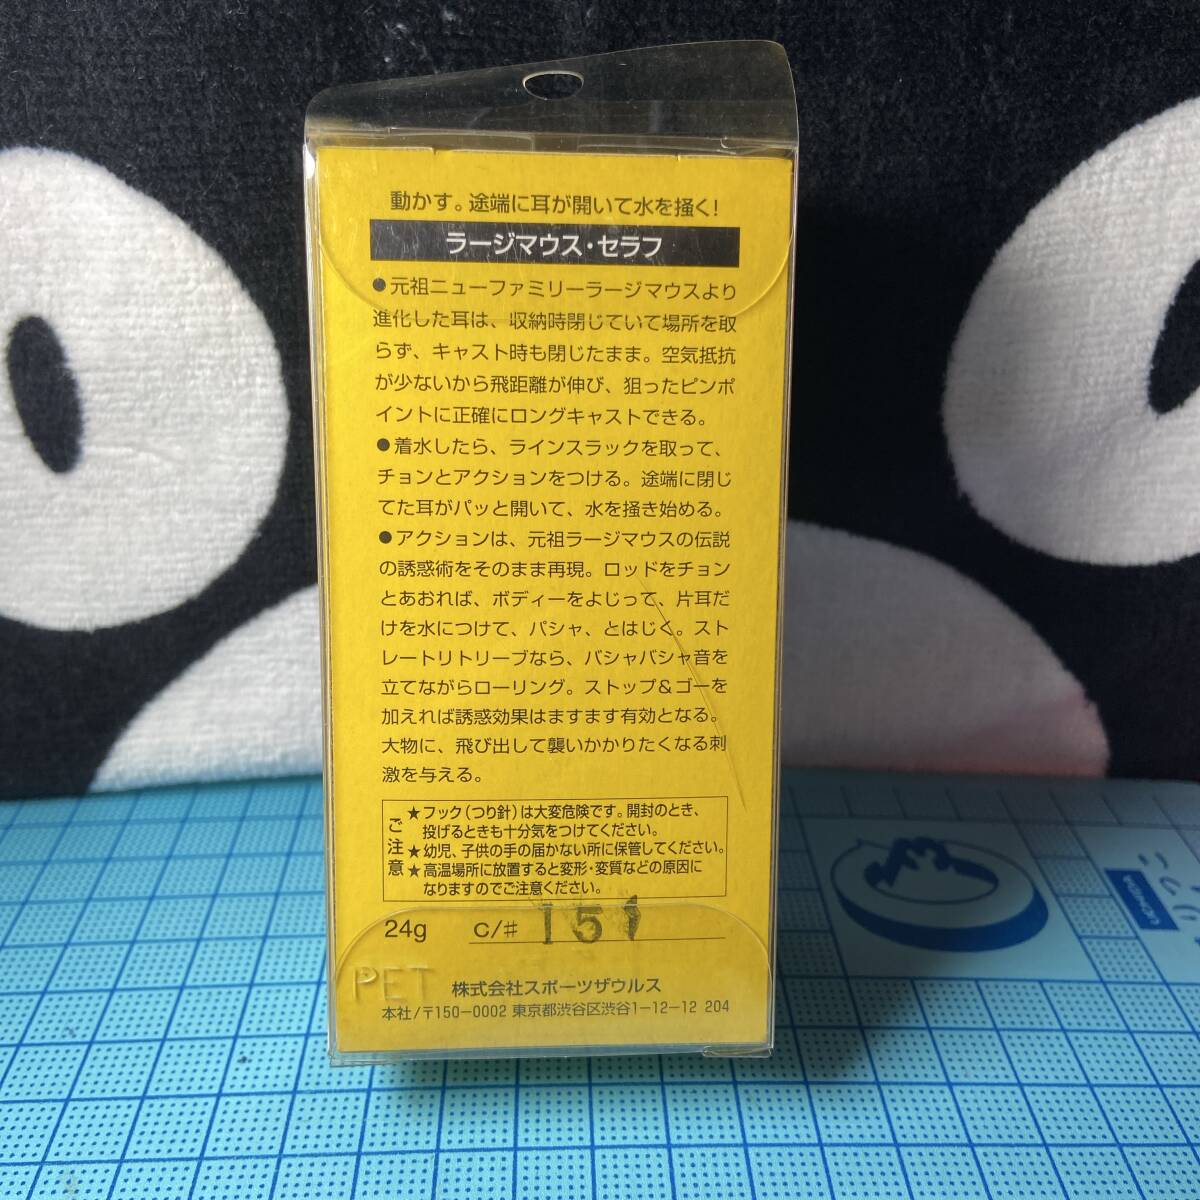 動かす。途端に耳が開いて水を掻く!
ラージマウス・セラフ
●元祖ニューファミリーラージマウスより
進化した耳は、収納時閉じていて場所を取
らず、キャスト時も閉じたまま。空気抵抗
が少ないから飛距離が伸び、狙ったピンポ
イントに正確にロングキャストできる。
●着水したら、ラインスラックを取って、
チョンとアクションをつける。途端に閉じ
てた耳がパッと開いて、水を掻き始める。
●アクションは、元祖ラージマウスの伝説
の誘惑術をそのまま再現。ロッドをチョン
とあおれば、ボディーをよじって、片耳だ
けを水につけて、パシャ、とはじく。スト
レートリトリーブなら、バシャバシャ音を
立てながらローリング。ストップ&ゴーを
加えれば誘惑効果はますます有効となる。
大物に、飛び出して襲いかかりたくなる刺
激を与える。
ご注意
★フック(つり針)は大変危険です。開封のとき、
投げるときも十分気をつけてください。
★幼児、子供の手の届かない所に保管してください。
★高温場所に放置すると変形・変質などの原因に
なりますのでご注意ください。
24g C/# 151
PET 株式会社スポーツザウルス
本社/〒150-0002 東京都渋谷区渋谷1-12-12 204